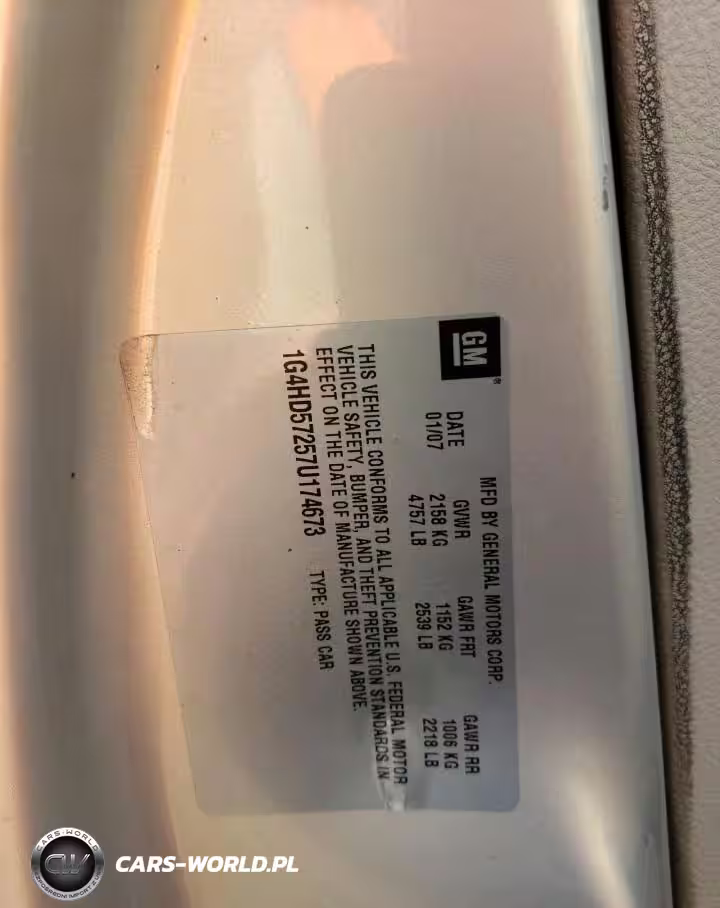 GM®
MFD BY GENERAL MOTORS CORP.
DATE GVWR GAWR FRT GAWR RR
01/07 2158 KG 1152 KG 1006 KG
4757 LB 2539 LB 2218 LB
THIS VEHICLE CONFORMS TO ALL APPLICABLE U.S. FEDERAL MOTOR
VEHICLE SAFETY, BUMPER, AND THEFT PREVENTION STANDARDS IN
EFFECT ON THE DATE OF MANUFACTURE SHOWN ABOVE.
1G4HD57257U174673 TYPE: PASS CAR
CARS-WORLD
CW
CARS-WORLD.PL